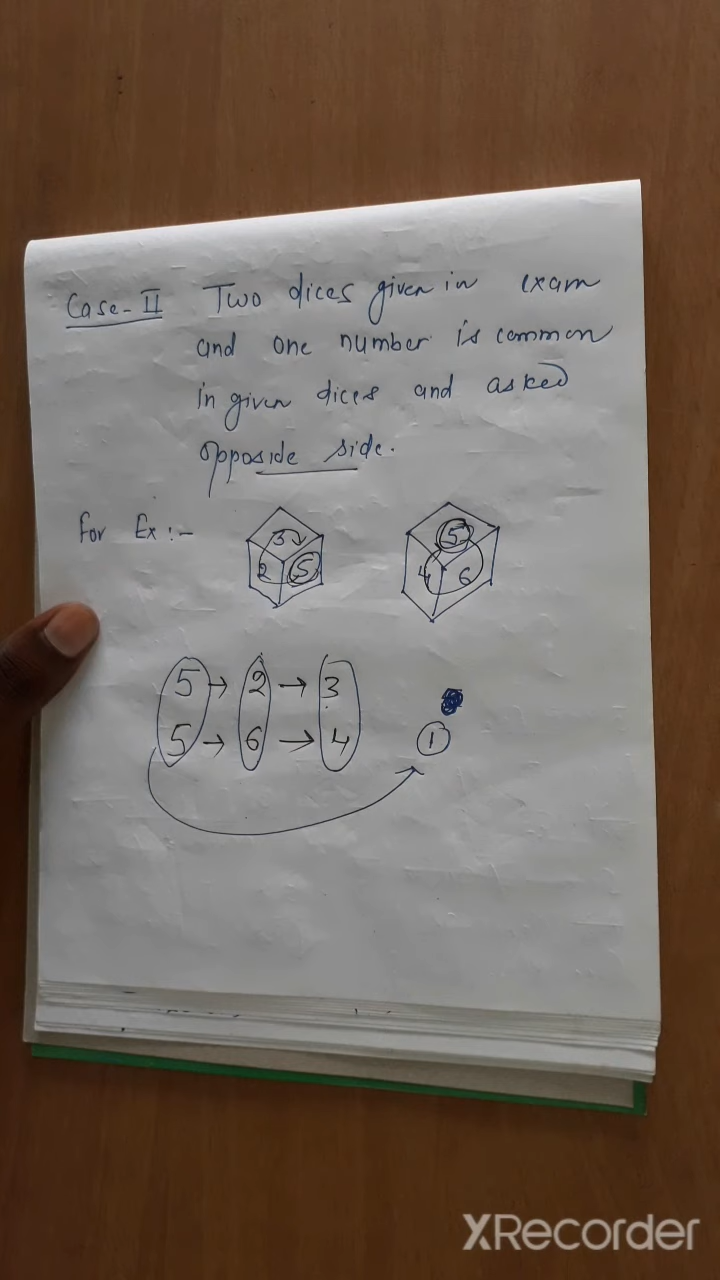 Case-II Two dices given in exam
and one number is common
in given dices and asked
opposide side.
For Ex:-
3
2 5
5
4 6
5 → 2 → 3
5 → 6 → 4 1
XRecorder